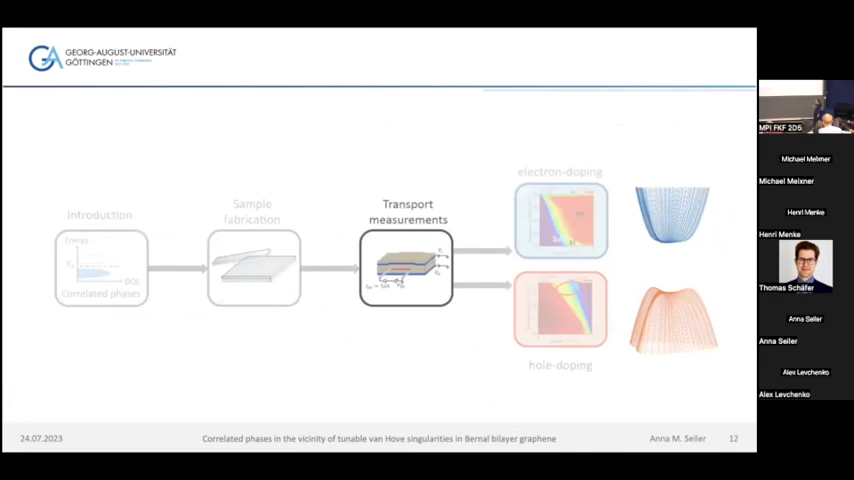 GEORG-AUGUST-UNIVERSITÄT
GÖTTINGEN
Introduction
Energy
DOS
Correlated phases
Sample
fabrication
Transport
measurements
electron-doping
hole-doping
24.07.2023
Correlated phases in the vicinity of tunable van Hove singularities in Bernal bilayer graphene
Anna M. Seiler
12
MPI FKF 2D5
Michael Meixner
Michael Meixner
Henri Menke
Henri Menke
Thomas Schäfer
Anna Seiler
Anna Seiler
Alex Levchenko
Alex Levchenko